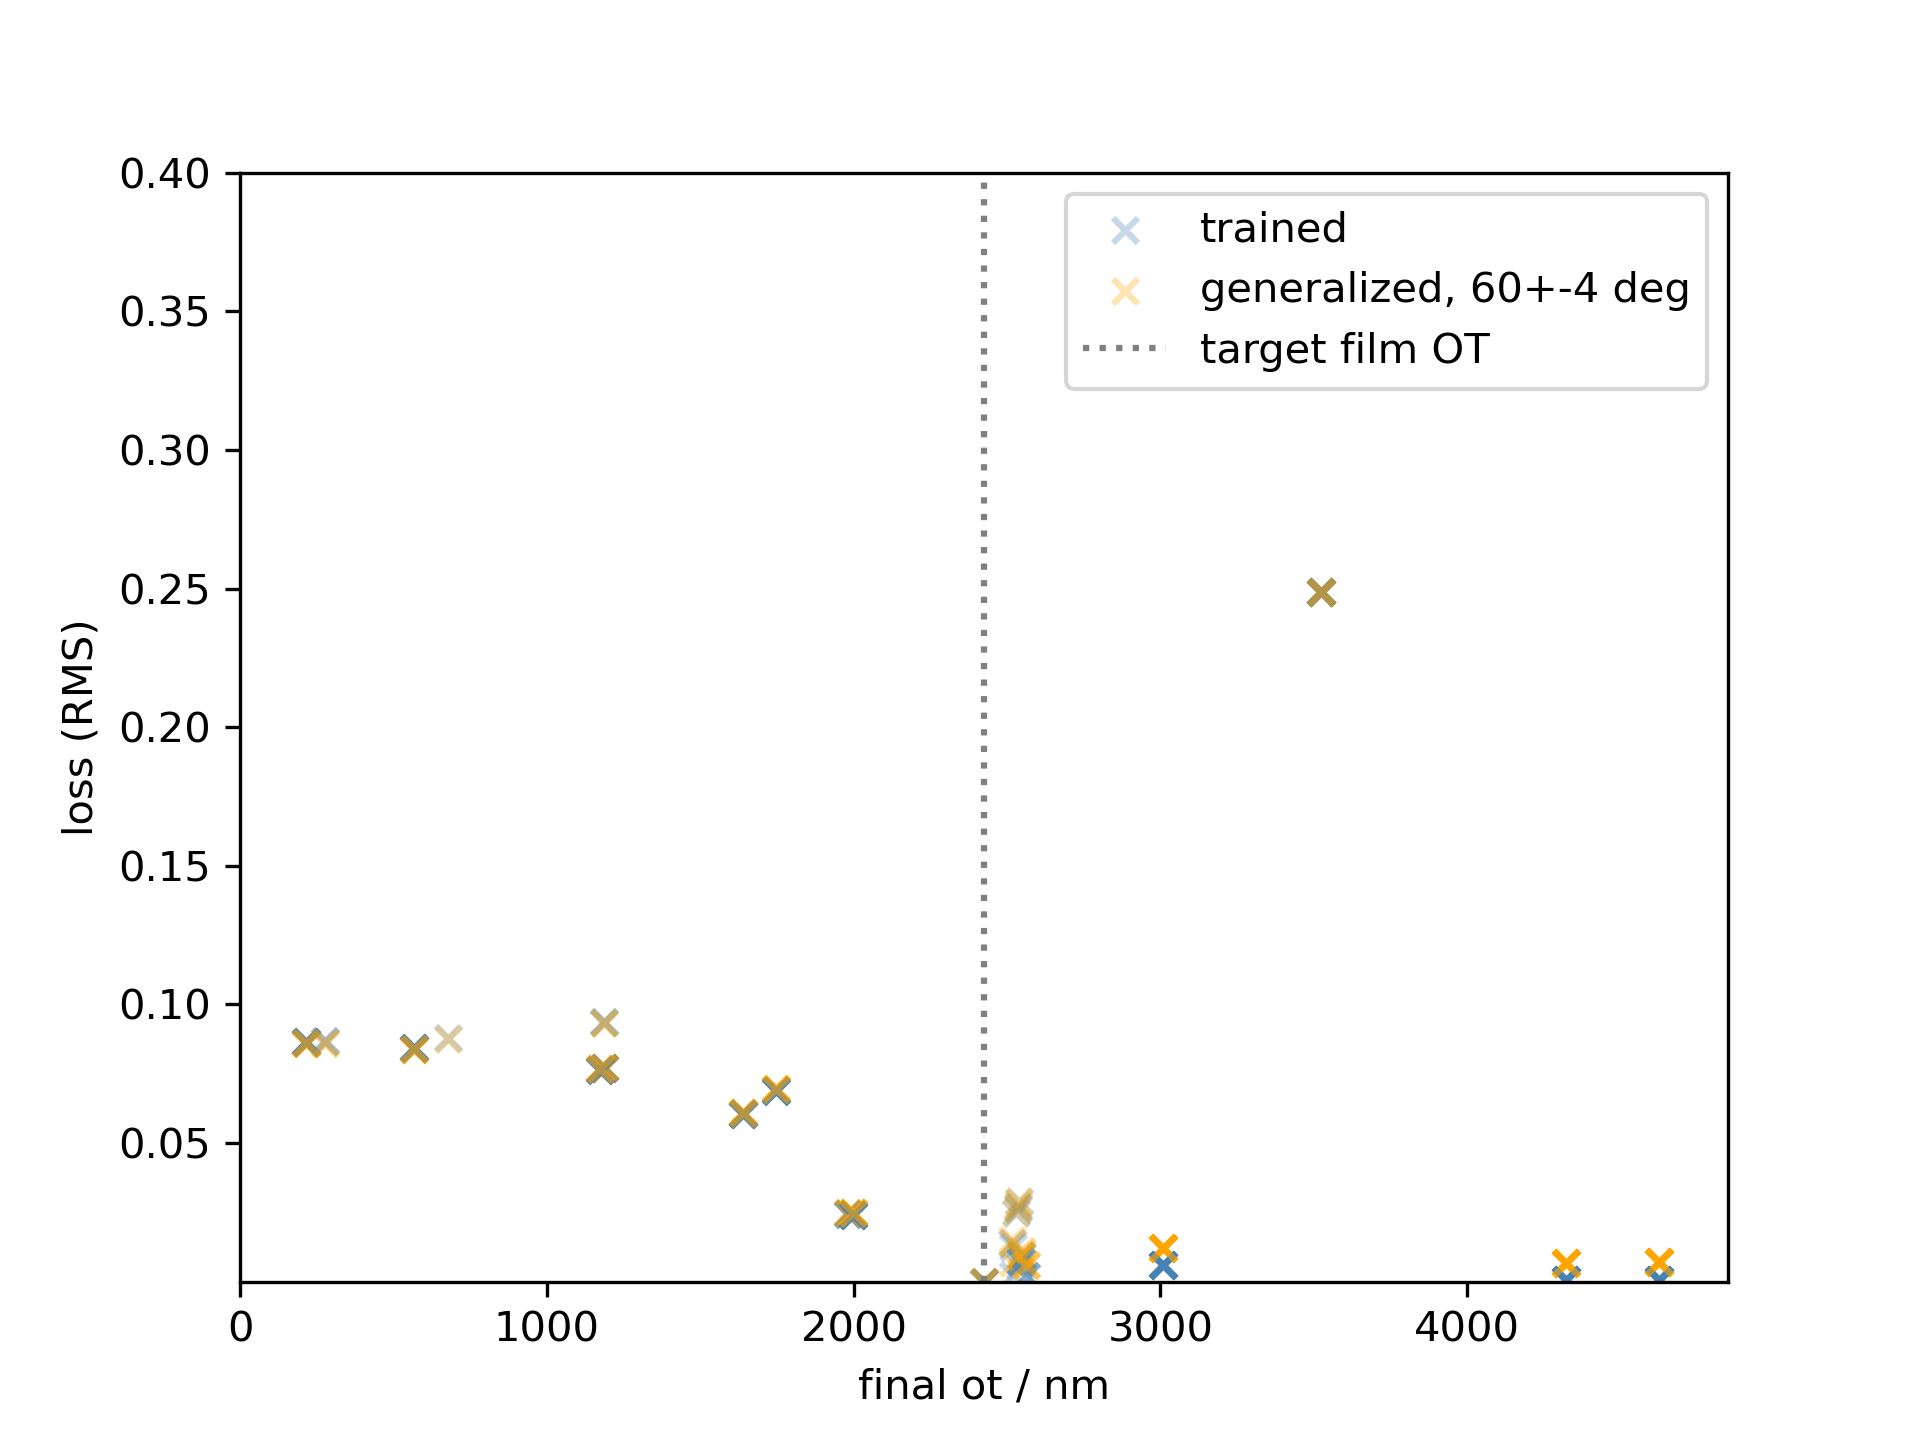 0.40
0.35
0.30
0.25
0.20
0.15
0.10
0.05
loss (RMS)
trained
generalized, 60+-4 deg
target film OT
0
1000
2000
3000
4000
final ot / nm